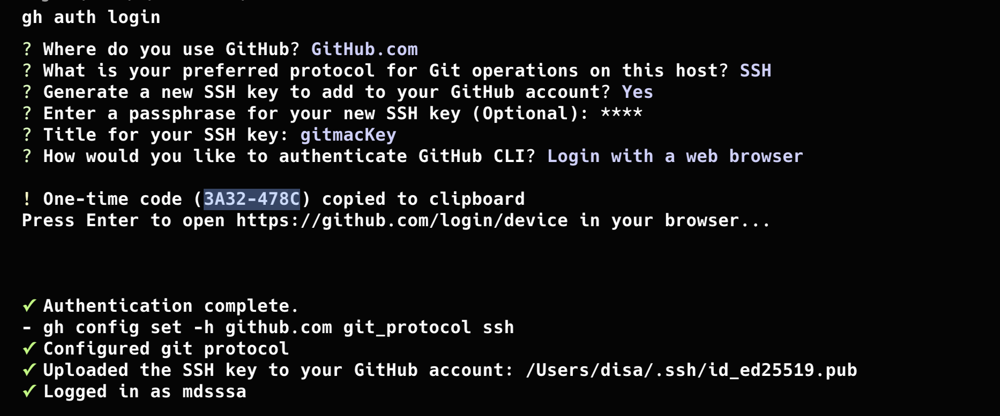 gh auth login
? Where do you use GitHub? GitHub.com
? What is your preferred protocol for Git operations on this host? SSH
? Generate a new SSH key to add to your GitHub account? Yes
? Enter a passphrase for your new SSH key (Optional): ****
? Title for your SSH key: gitmacKey
? How would you like to authenticate GitHub CLI? Login with a web browser
! One-time code (3A32-478C) copied to clipboard
Press Enter to open https://github.com/login/device in your browser...
✓ Authentication complete.
- gh config set -h github.com git_protocol ssh
✓ Configured git protocol
✓ Uploaded the SSH key to your GitHub account: /Users/disa/.ssh/id_ed25519.pub
✓ Logged in as mdsssa